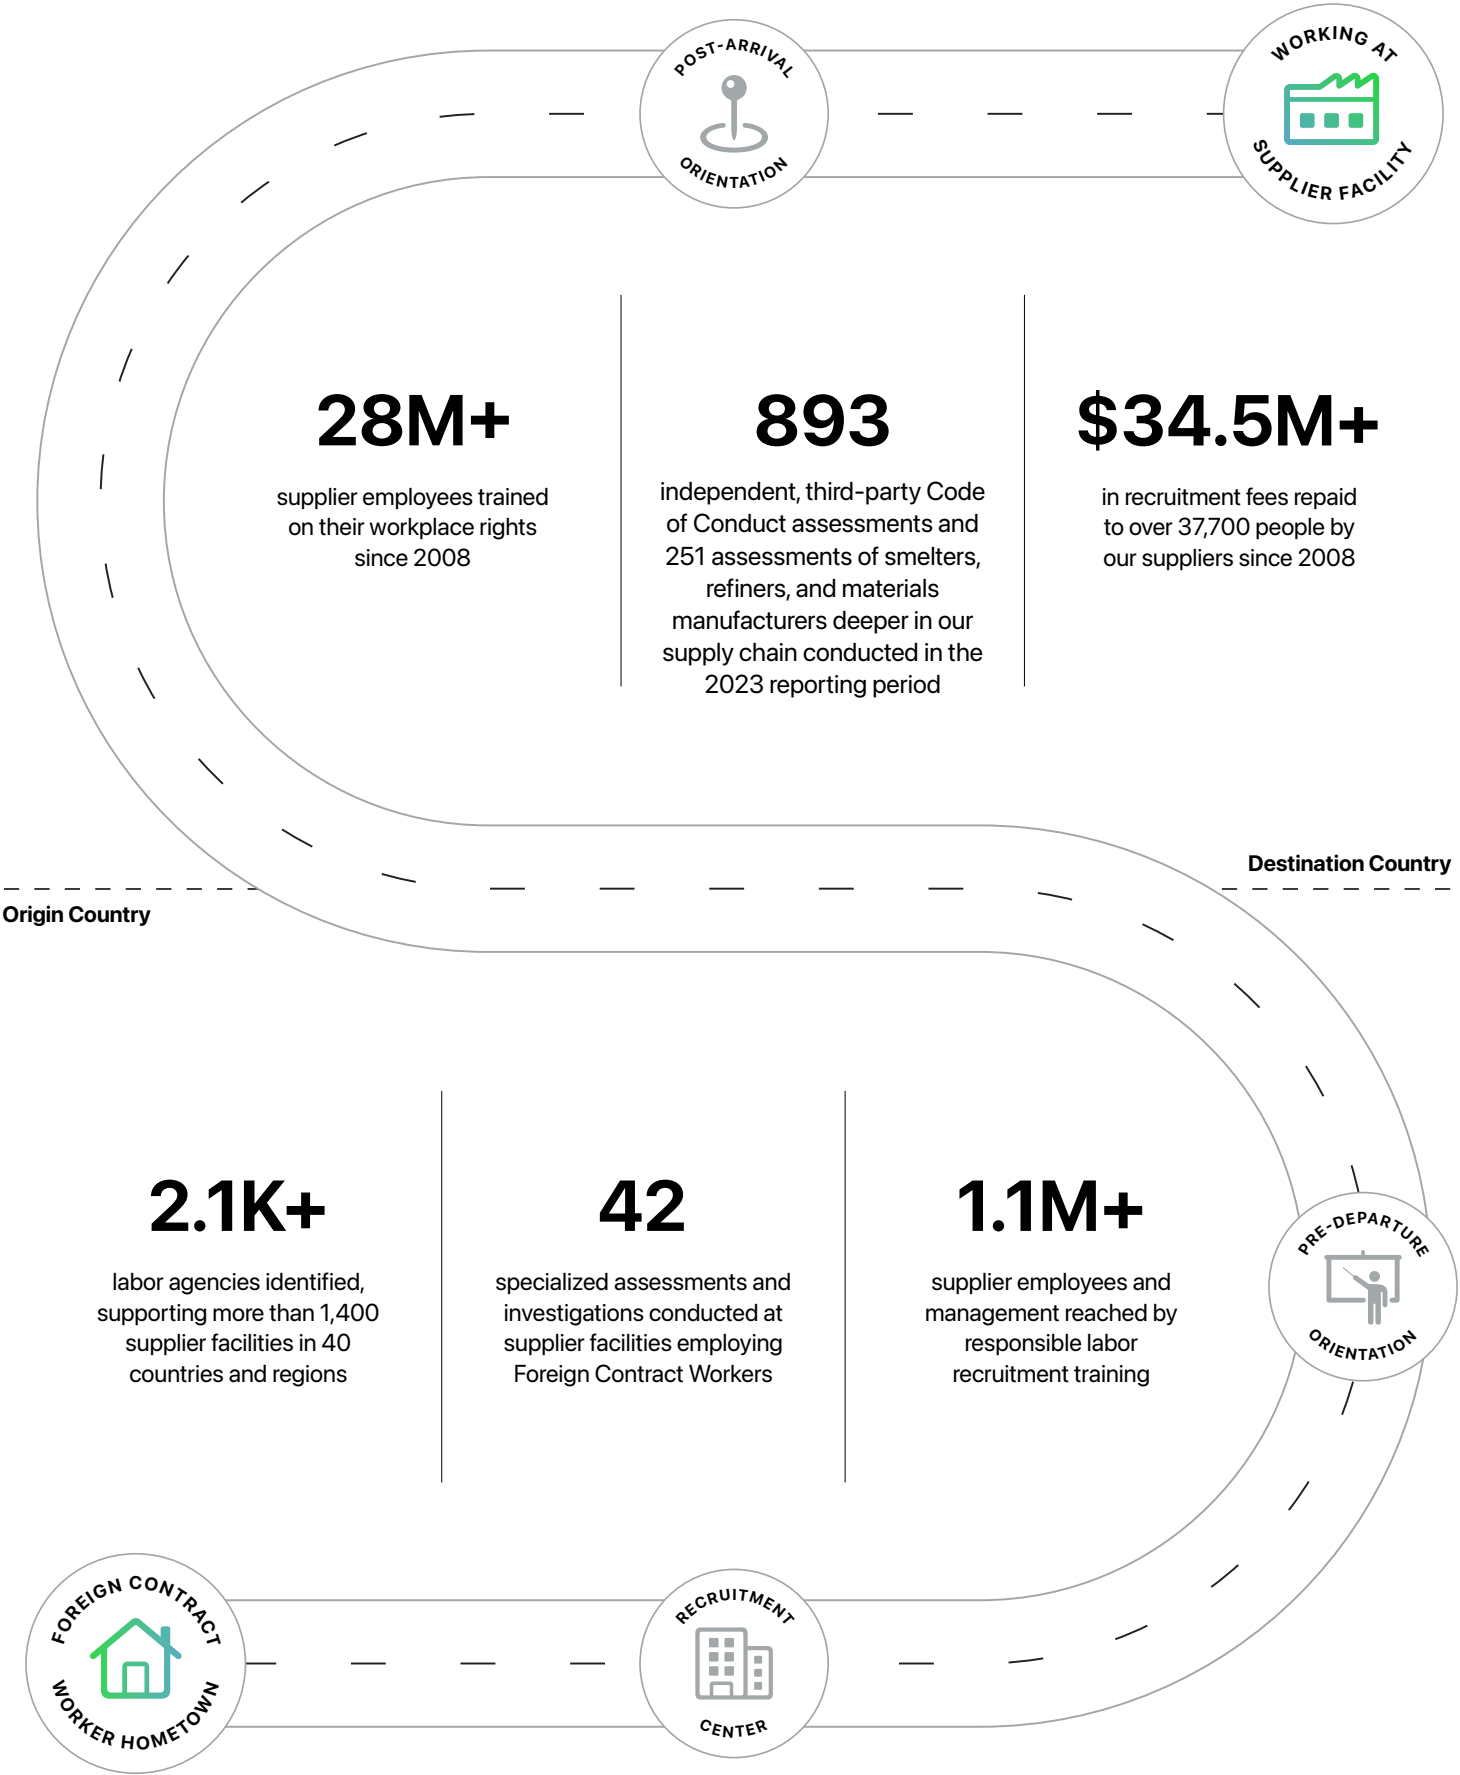 POST-ARRIVAL
ORIENTATION
WORKING AT
SUPPLIER FACILITY
28M+
supplier employees trained
on their workplace rights
since 2008
893
independent, third-party Code
of Conduct assessments and
251 assessments of smelters,
refiners, and materials
manufacturers deeper in our
supply chain conducted in the
2023 reporting period
$34.5M+
in recruitment fees repaid
to over 37,700 people by
our suppliers since 2008
Destination Country
Origin Country
2.1K+
labor agencies identified,
supporting more than 1,400
supplier facilities in 40
countries and regions
42
specialized assessments and
investigations conducted at
supplier facilities employing
Foreign Contract Workers
1.1M+
supplier employees and
management reached by
responsible labor
recruitment training
PRE-DEPARTURE
ORIENTATION
FOREIGN CONTRACT
WORKER HOMETOWN
RECRUITMENT
CENTER